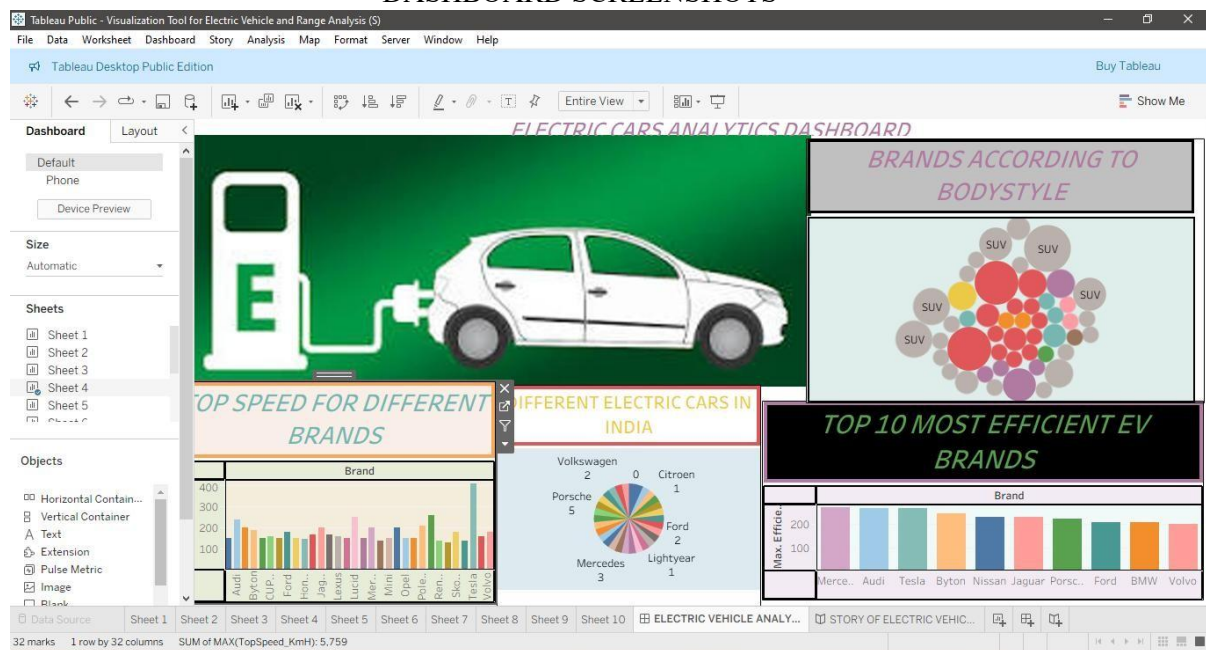 DASHBOARD SCREENSHOTS
Tableau Public - Visualization Tool for Electric Vehicle and Range Analysis (S)
File Data Worksheet Dashboard Story Analysis Map Format Server Window Help
Tableau Desktop Public Edition Buy Tableau
Entire View Show Me
Dashboard Layout
Default
Phone
Device Preview
Size
Automatic
Sheets
Sheet 1
Sheet 2
Sheet 3
Sheet 4
Sheet 5
Objects
Horizontal Contain...
Vertical Container
Text
Extension
Pulse Metric
Image
Blank
ELECTRIC CARS ANALYTICS DASHBOARD
E
BRANDS ACCORDING TO
BODYSTYLE
SUV
SUV
SUV
SUV
SUV
OP SPEED FOR DIFFERENT
BRANDS
Brand
400
300
200
100
Audi
Byton
CUP..
Ford
Hon..
Jag..
Lexus
Lucid
Mer..
Mini
Opel
Pole..
Ren..
Sko..
Tesla
Volvo
DIFFERENT ELECTRIC CARS IN
INDIA
Volkswagen
2
0
Citroen
1
Porsche
5
Ford
2
Mercedes
3
Lightyear
1
TOP 10 MOST EFFICIENT EV
BRANDS
Brand
Max. Efficie..
200
100
Merce.. Audi Tesla Byton Nissan Jaguar Porsc.. Ford BMW Volvo
Data Source Sheet 1 Sheet 2 Sheet 3 Sheet 4 Sheet 5 Sheet 6 Sheet 7 Sheet 8 Sheet 9 Sheet 10 ELECTRIC VEHICLE ANALY... STORY OF ELECTRIC VEHIC...
32 marks 1 row by 32 columns SUM of MAX(TopSpeed_KmH): 5,759